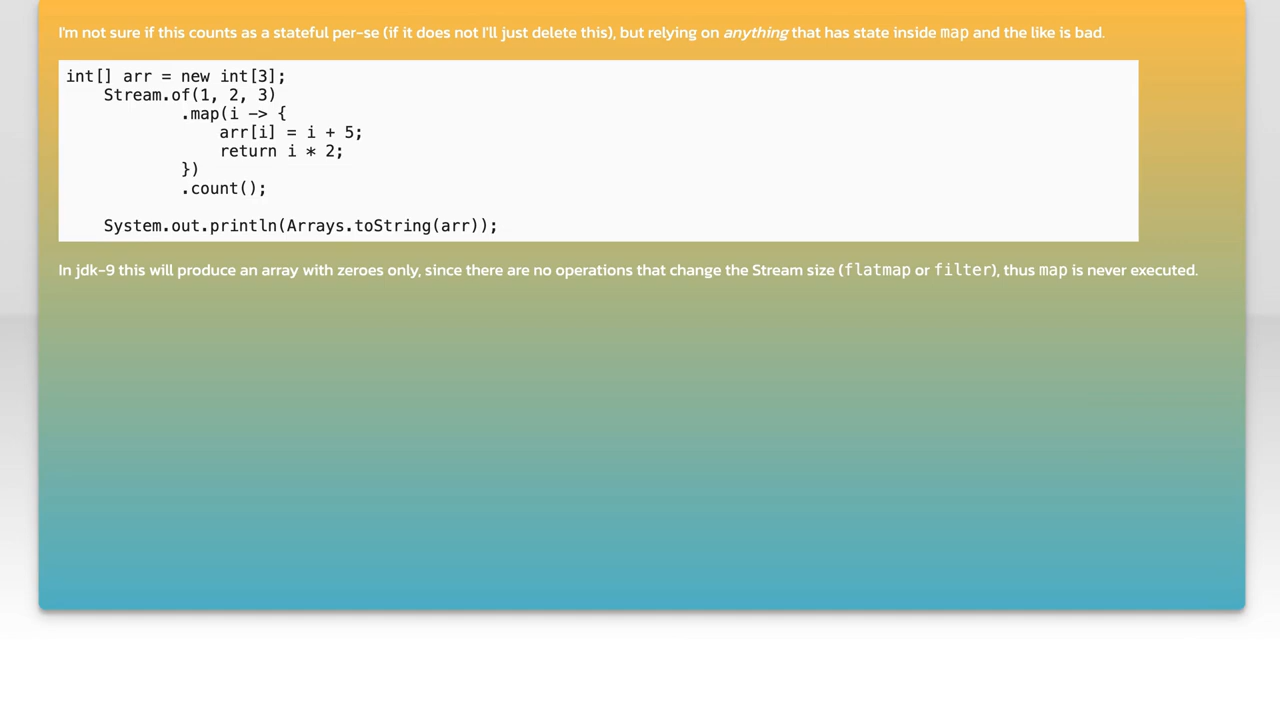 I'm not sure if this counts as a stateful per-se (if it does not I'll just delete this), but relying on anything that has state inside map and the like is bad.
int[] arr = new int[3];
    Stream.of(1, 2, 3)
            .map(i -> {
                arr[i] = i + 5;
                return i * 2;
            })
            .count();

    System.out.println(Arrays.toString(arr));
In jdk-9 this will produce an array with zeroes only, since there are no operations that change the Stream size (flatmap or filter), thus map is never executed.